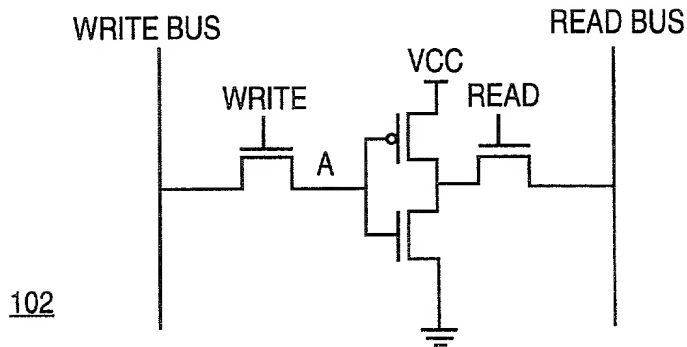 WRITE BUS
READ BUS
VCC
WRITE
READ
A
102